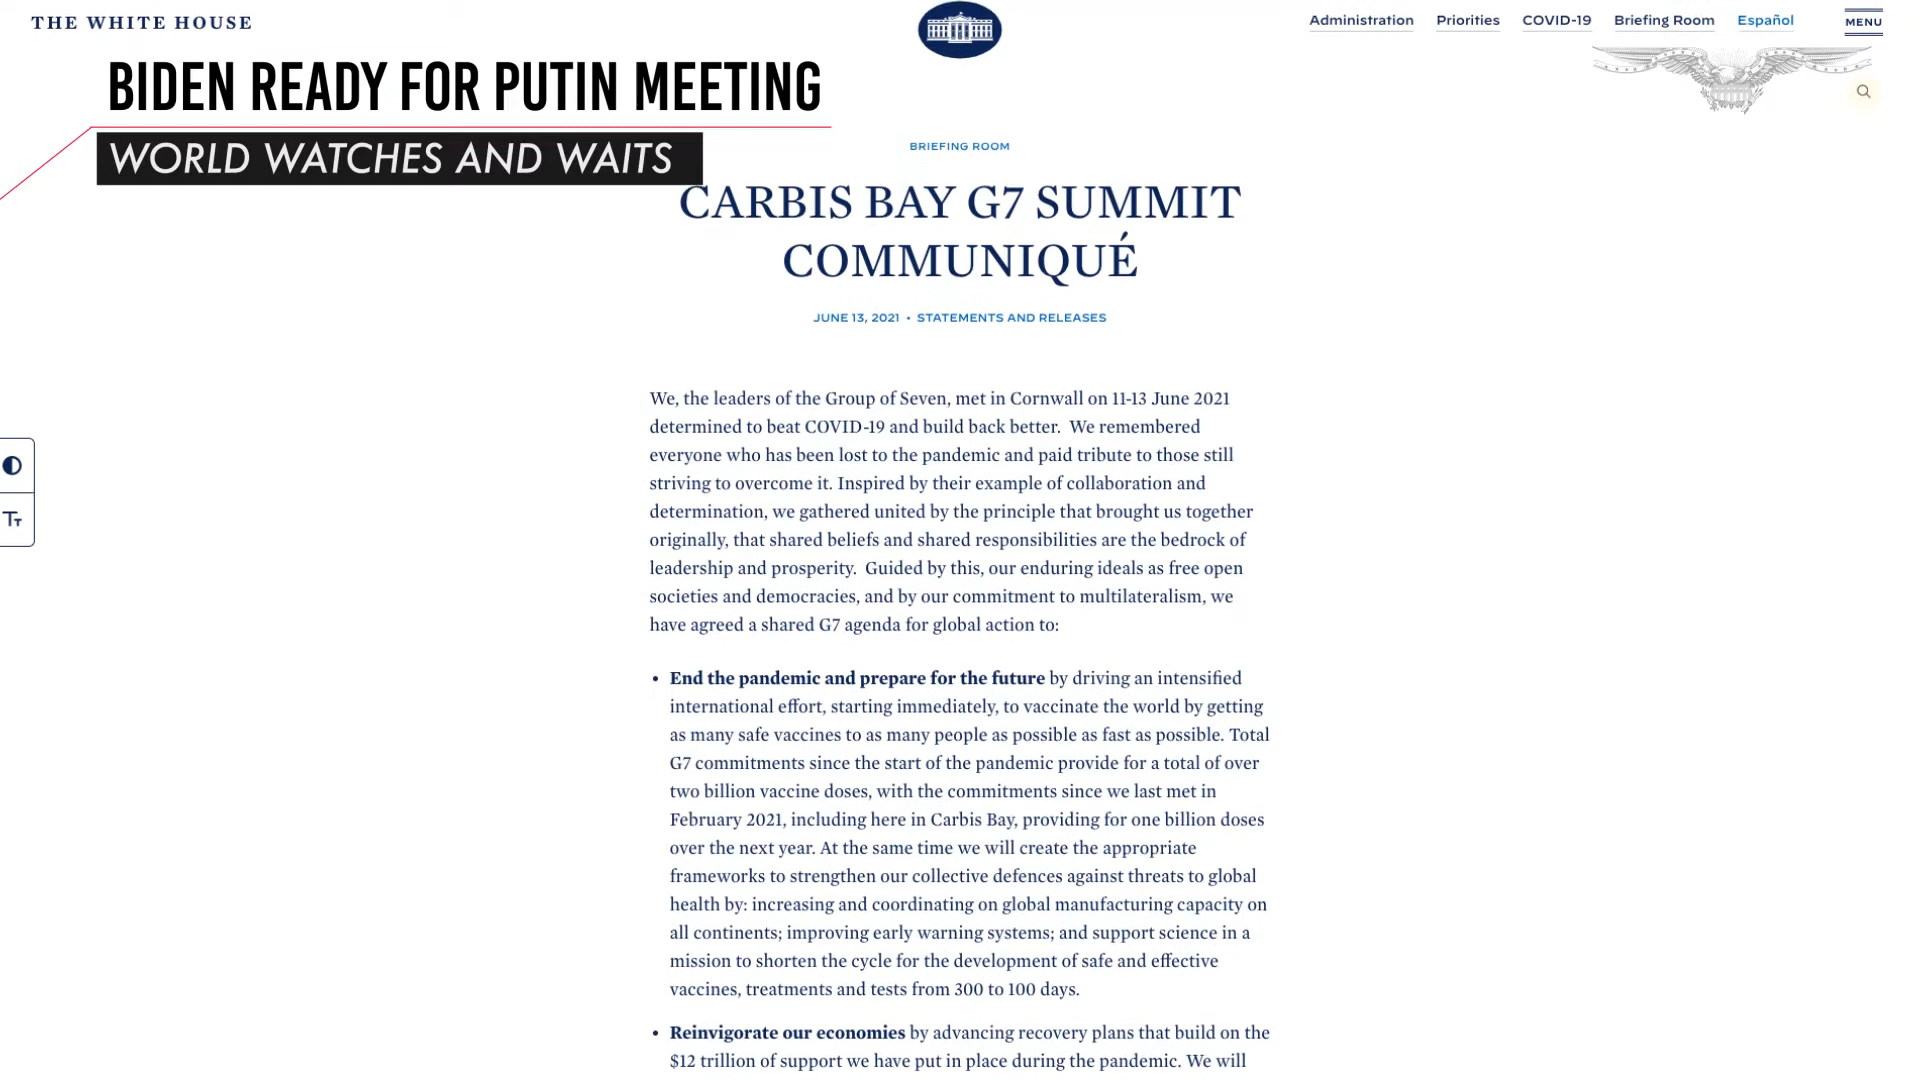 THE WHITE HOUSE
Administration Priorities COVID-19 Briefing Room Español MENU
BIDEN READY FOR PUTIN MEETING
WORLD WATCHES AND WAITS
BRIEFING ROOM
CARBIS BAY G7 SUMMIT
COMMUNIQUÉ
JUNE 13, 2021 • STATEMENTS AND RELEASES
We, the leaders of the Group of Seven, met in Cornwall on 11-13 June 2021
determined to beat COVID-19 and build back better.  We remembered
everyone who has been lost to the pandemic and paid tribute to those still
striving to overcome it. Inspired by their example of collaboration and
determination, we gathered united by the principle that brought us together
originally, that shared beliefs and shared responsibilities are the bedrock of
leadership and prosperity.  Guided by this, our enduring ideals as free open
societies and democracies, and by our commitment to multilateralism, we
have agreed a shared G7 agenda for global action to:
• End the pandemic and prepare for the future by driving an intensified
international effort, starting immediately, to vaccinate the world by getting
as many safe vaccines to as many people as possible as fast as possible. Total
G7 commitments since the start of the pandemic provide for a total of over
two billion vaccine doses, with the commitments since we last met in
February 2021, including here in Carbis Bay, providing for one billion doses
over the next year. At the same time we will create the appropriate
frameworks to strengthen our collective defences against threats to global
health by: increasing and coordinating on global manufacturing capacity on
all continents; improving early warning systems; and support science in a
mission to shorten the cycle for the development of safe and effective
vaccines, treatments and tests from 300 to 100 days.
• Reinvigorate our economies by advancing recovery plans that build on the
$12 trillion of support we have put in place during the pandemic. We will
Tт